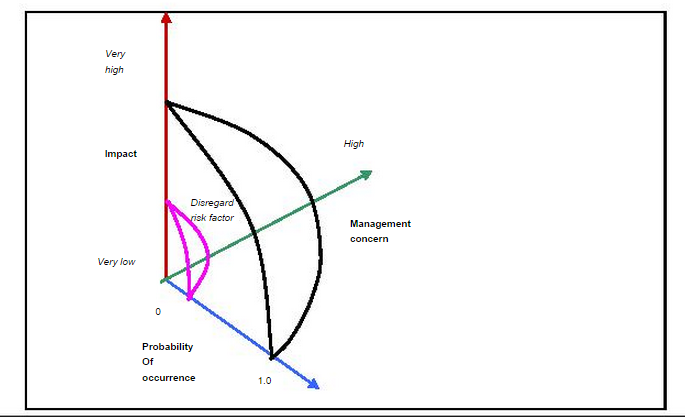 Very
high
High
Impact
Disregard
risk factor
Management
concern
Very low
0
Probability
Of
occurrence
1.0